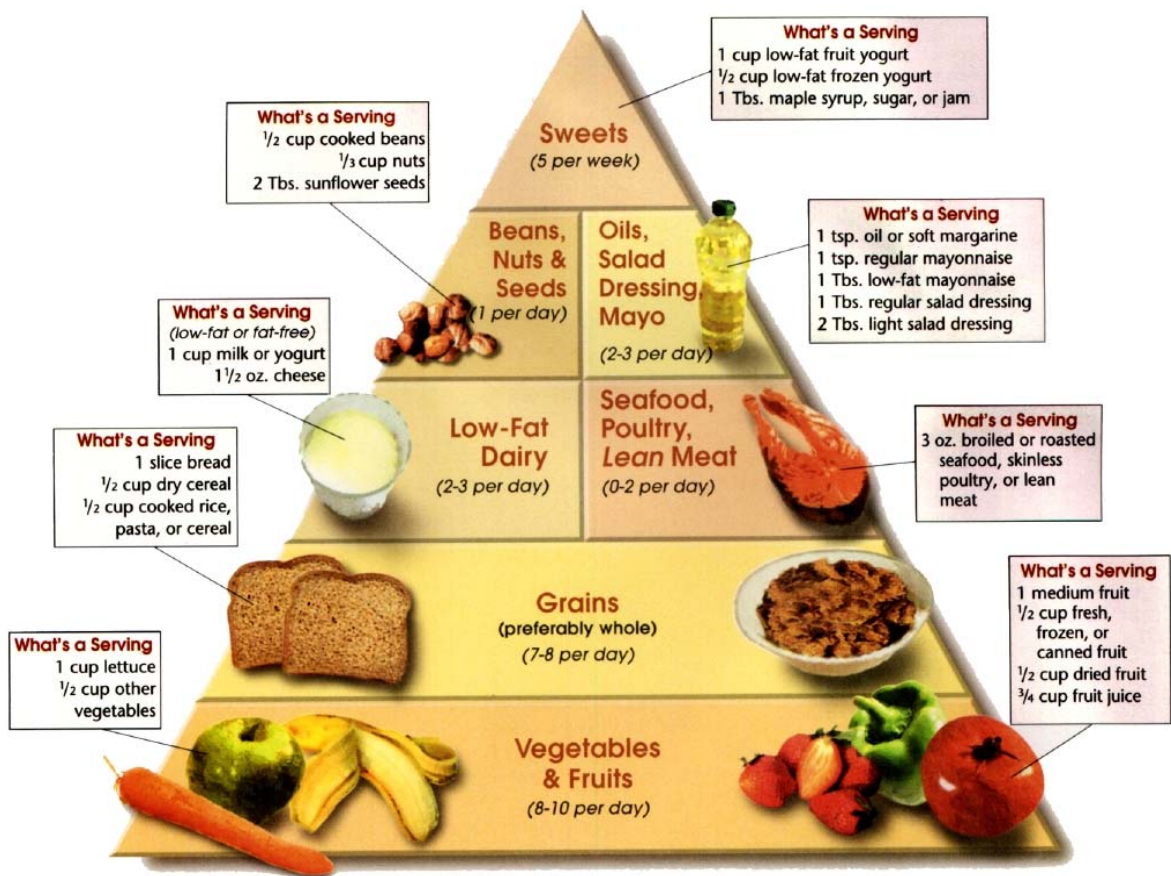 What's a Serving
1 cup low-fat fruit yogurt
1/2 cup low-fat frozen yogurt
1 Tbs. maple syrup, sugar, or jam
Sweets
(5 per week)
What's a Serving
1/2 cup cooked beans
1/3 cup nuts
2 Tbs. sunflower seeds
Beans,
Nuts &
Seeds
(1 per day)
Oils,
Salad
Dressing,
Mayo
(2-3 per day)
What's a Serving
1 tsp. oil or soft margarine
1 tsp. regular mayonnaise
1 Tbs. low-fat mayonnaise
1 Tbs. regular salad dressing
2 Tbs. light salad dressing
What's a Serving
(low-fat or fat-free)
1 cup milk or yogurt
1 1/2 oz. cheese
Low-Fat
Dairy
(2-3 per day)
Seafood,
Poultry,
Lean Meat
(0-2 per day)
What's a Serving
3 oz. broiled or roasted
seafood, skinless
poultry, or lean
meat
What's a Serving
1 slice bread
1/2 cup dry cereal
1/2 cup cooked rice,
pasta, or cereal
Grains
(preferably whole)
(7-8 per day)
What's a Serving
1 cup lettuce
1/2 cup other
vegetables
What's a Serving
1 medium fruit
1/2 cup fresh,
frozen, or
canned fruit
1/2 cup dried fruit
3/4 cup fruit juice
Vegetables
& Fruits
(8-10 per day)